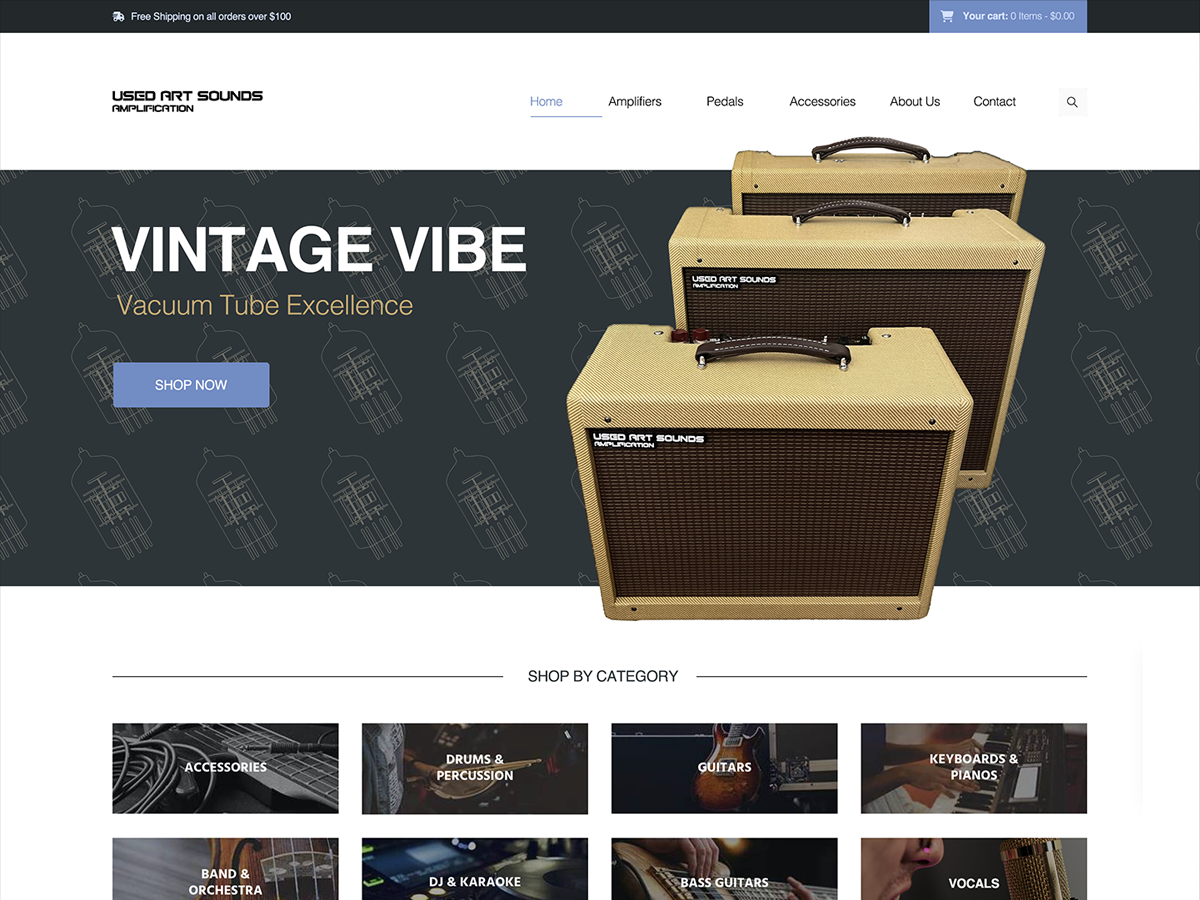 Free Shipping on all orders over $100
Your cart: 0 Items - $0.00
USED ART SOUNDS
AMPLIFICATION
Home
Amplifiers
Pedals
Accessories
About Us
Contact
VINTAGE VIBE
Vacuum Tube Excellence
SHOP NOW
USED ART SOUNDS
AMPLIFICATION
USED ART SOUNDS
AMPLIFICATION
SHOP BY CATEGORY
ACCESSORIES
DRUMS &
PERCUSSION
GUITARS
KEYBOARDS &
PIANOS
BAND &
ORCHESTRA
DJ & KARAOKE
BASS GUITARS
VOCALS